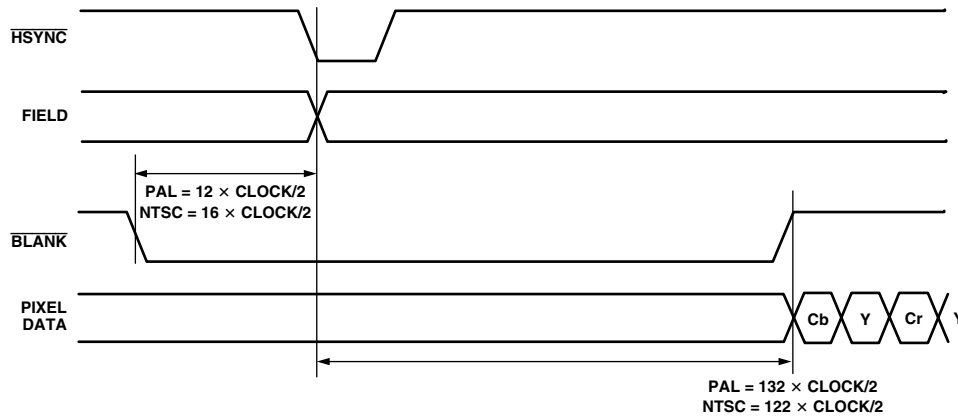 HSYNC
FIELD
PAL = 12 × CLOCK/2
NTSC = 16 × CLOCK/2
BLANK
PIXEL
DATA
Cb Y Cr Y
PAL = 132 × CLOCK/2
NTSC = 122 × CLOCK/2